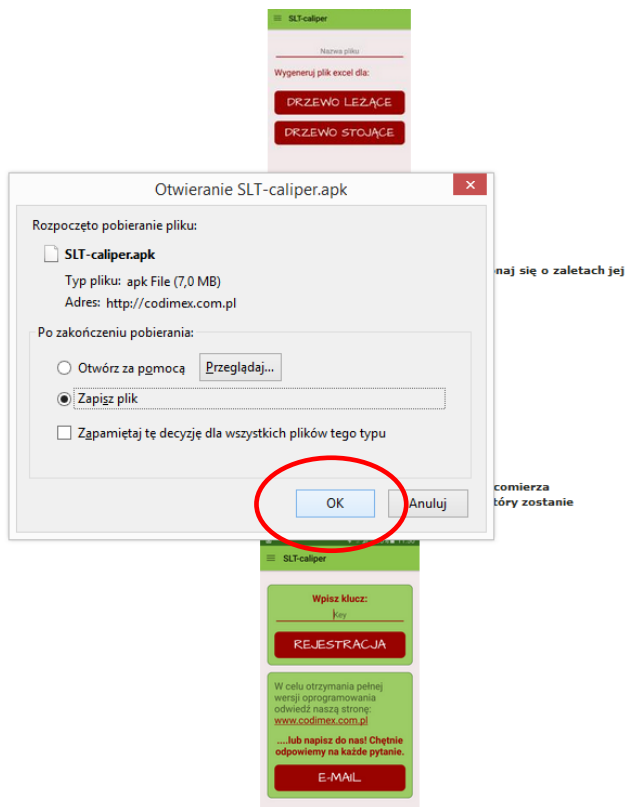 SLT-caliper
Nazwa pliku
Wygeneruj plik excel dla:
DRZEWO LEŻĄCE
DRZEWO STOJĄCE
Otwieranie SLT-caliper.apk
Rozpoczęto pobieranie pliku:
SLT-caliper.apk
Typ pliku: apk File (7,0 MB)
Adres: http://codimex.com.pl
naj się o zaletach jej
Po zakończeniu pobierania:
Otwórz za pomocą Przeglądaj...
Zapisz plik
Zapamiętaj tę decyzję dla wszystkich plików tego typu
comierza
tóry zostanie
OK Anuluj
SLT-caliper
Wpisz klucz:
Key
REJESTRACJA
W celu otrzymania pełnej
wersji oprogramowania
odwiedź naszą stronę:
www.codimex.com.pl
....lub napisz do nas! Chętnie
odpowiemy na każde pytanie.
E-MAIL